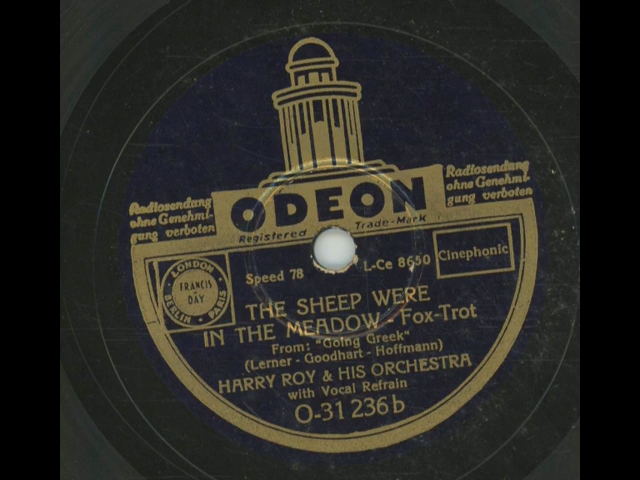 Radiosendung
ohne Genehmi-
gung verboten
Radiosendung
ohne Genehmi-
gung verboten
ODEON
Registered Trade-Mark
LONDON
FRANCIS
DAY
BERLIN PARIS
Speed 78 L-Ce 8650
Cinephonic
THE SHEEP WERE
IN THE MEADOW - Fox-Trot
From: "Going Greek"
(Lerner - Goodhart - Hoffmann)
HARRY ROY & HIS ORCHESTRA
with Vocal Refrain
O-31 236 b